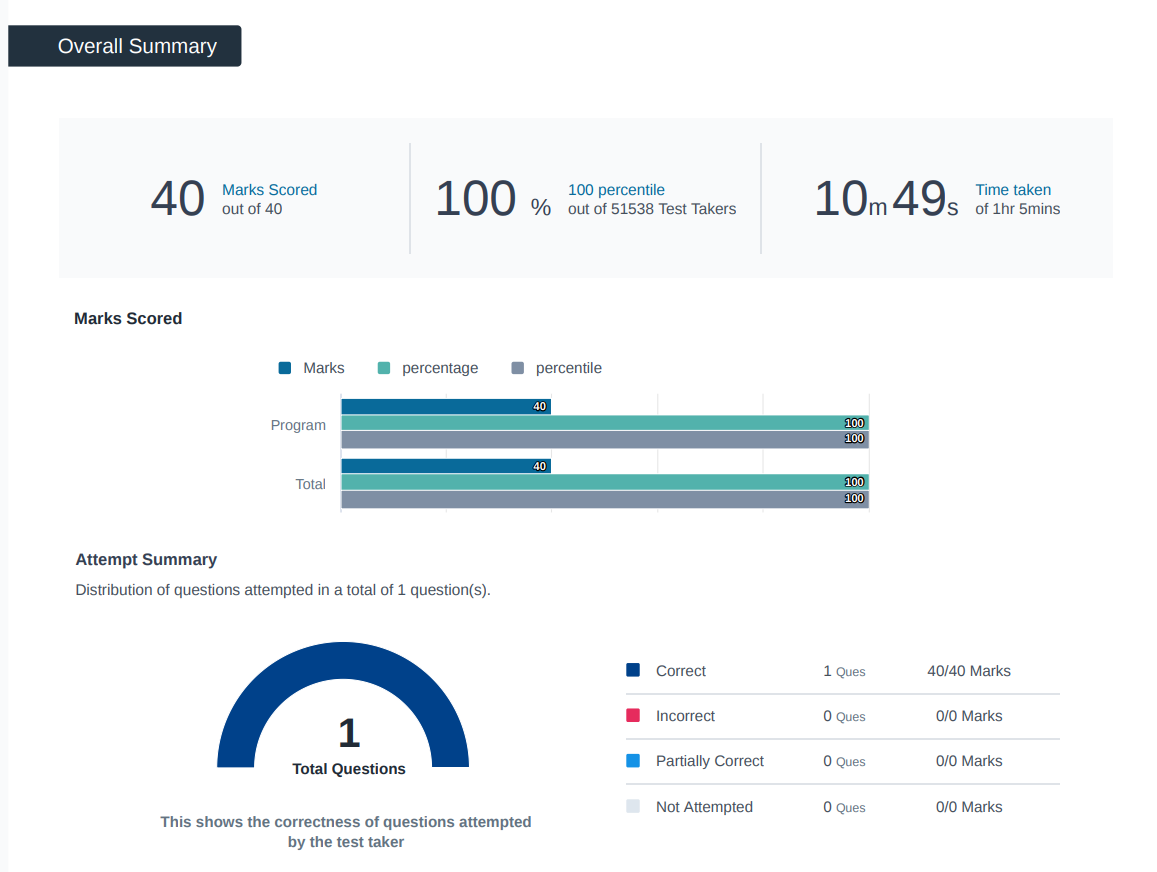 Overall Summary
40 Marks Scored
out of 40
100 % 100 percentile
out of 51538 Test Takers
10m 49s Time taken
of 1hr 5mins
Marks Scored
Marks percentage percentile
Program 40
100
100
Total 40
100
100
Attempt Summary
Distribution of questions attempted in a total of 1 question(s).
1
Total Questions
This shows the correctness of questions attempted
by the test taker
Correct 1 Ques 40/40 Marks
Incorrect 0 Ques 0/0 Marks
Partially Correct 0 Ques 0/0 Marks
Not Attempted 0 Ques 0/0 Marks